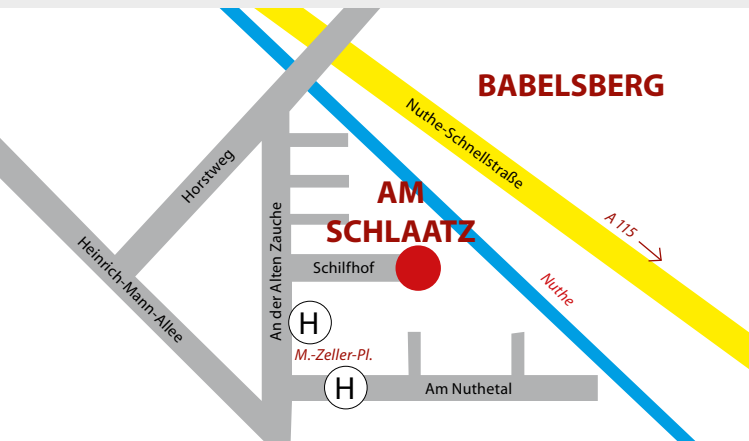 BABELSBERG
Nuthe-Schnellstraße
Horstweg
AM
SCHLAATZ
A 115
An der Alten Zauche
Heinrich-Mann-Allee
Schilfhof
Nuthe
H
M.-Zeller-Pl.
H
Am Nuthetal